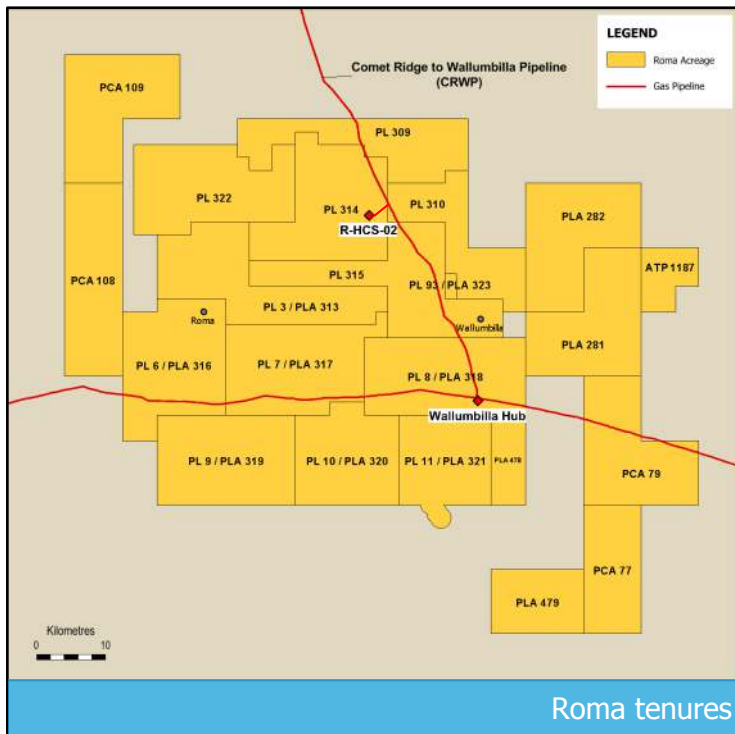 LEGEND
Roma Acreage
Gas Pipeline
Comet Ridge to Wallumbilla Pipeline
(CRWP)
PCA 109
PL 309
PL 322
PL 314
PL 310
R-HCS-02
PLA 282
PCA 108
PL 315
PL 93 / PLA 323
ATP 1187
PL 3 / PLA 313
Roma
Wallumbilla
PL 6 / PLA 316
PL 7 / PLA 317
PLA 281
PL 8 / PLA 318
Wallumbilla Hub
PL 9 / PLA 319
PL 10 / PLA 320
PL 11 / PLA 321
PLA 478
PCA 79
PCA 77
PLA 479
Kilometres
0 10
Roma tenures